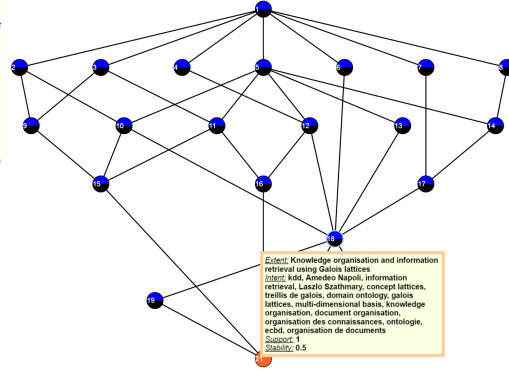 1
2
3
4
5
6
7
8
9
10
11
12
13
14
15
16
17
18
Extent: Knowledge organisation and information
retrieval using Galois lattices
Intent: kdd, Amedeo Napoli, information
retrieval, Laszlo Szathmary, concept lattices,
treillis de galois, domain ontology, galois
lattices, multi-dimensional basis, knowledge
organisation, document organisation,
organisation des connaissances, ontologie,
ecbd, organisation de documents
Support: 1
Stability: 0.5
19
21